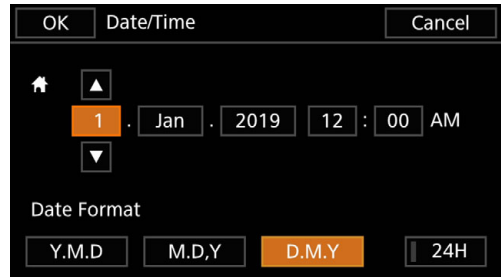 OK Date/Time Cancel
1 . Jan . 2019 12 : 00 AM
Date Format
Y.M.D M.D,Y D.M.Y 24H